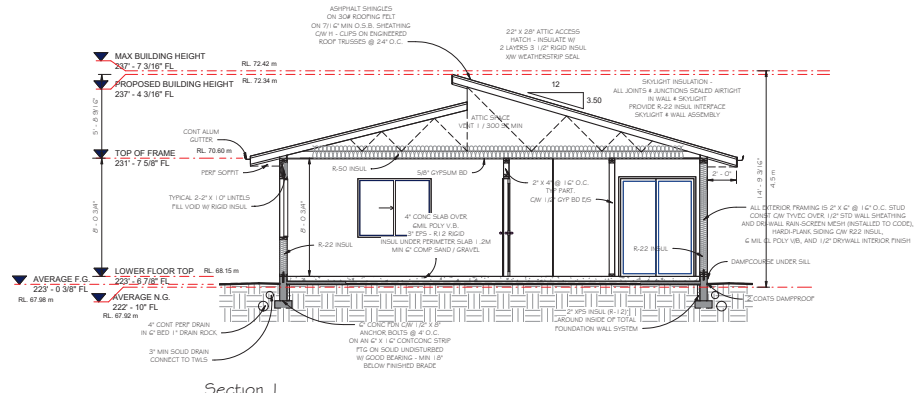 ASHPHALT SHINGLES
ON 30# ROOFING FELT
ON 7/16" MIN O.S.B. SHEATHING
C/W H - CLIPS ON ENGINEERED
ROOF TRUSSES @ 24" O.C.
22" X 28" ATTIC ACCESS
HATCH - INSULATE W/
2 LAYERS 3 1/2" RIGID INSUL
X/W WEATHERSTRIP SEAL
MAX BUILDING HEIGHT
237' - 7 3/16" FL
RL. 72.42 m
RL. 72.34 m
PROPOSED BUILDING HEIGHT
237' - 4 3/16" FL
12
3.50
SKYLIGHT INSULATION -
ALL JOINTS & JUNCTIONS SEALED AIRTIGHT
IN WALL & SKYLIGHT
PROVIDE R-22 INSUL INTERFACE
SKYLIGHT & WALL ASSEMBLY
5' - 8 9/16"
ATTIC SPACE
VENT 1 / 300 SF MIN
CONT ALUM
GUTTER
TOP OF FRAME
231' - 7 5/8" FL
RL. 70.60 m
PERF SOFFIT
R-50 INSUL
5/8" GYPSUM BD
2' - 0"
14' - 9 3/16"
4.5 m
TYPICAL 2-2" X 10" LINTELS
FILL VOID W/ RIGID INSUL
2" X 4" @ 16" O.C.
TYP PART.
C/W 1/2" GYP BD E/S
8' - 0 3/4"
8' - 0 3/4"
4" CONC SLAB OVER
6MIL POLY V.B.
3" EPS - R12 RIGID
INSUL UNDER PERIMETER SLAB 1.2M
MIN 6" COMP SAND / GRAVEL
ALL EXTERIOR FRAMING IS 2" X 6" @ 16" O.C. STUD
CONST C/W TYVEC OVER 1/2" STD WALL SHEATHING
AND DRI-WALL RAIN-SCREEN MESH (INSTALLED TO CODE),
HARDI-PLANK SIDING C/W R22 INSUL,
6 MIL CL POLY V/B, AND 1/2" DRYWALL INTERIOR FINISH
R-22 INSUL
R-22 INSUL
LOWER FLOOR TOP
223' - 6 7/8" FL
RL. 68.15 m
DAMPCOURSE UNDER SILL
AVERAGE F.G.
223' - 0 3/8" FL
RL. 67.98 m
AVERAGE N.G.
222' - 10" FL
RL. 67.92 m
2 COATS DAMPPROOF
4" CONT PERF DRAIN
IN 6" BED 1" DRAIN ROCK
3" MIN SOLID DRAIN
CONNECT TO TWLS
6" CONC FDN C/W 1/2" X 8"
ANCHOR BOLTS @ 4' O.C.
ON AN 6" X 16" CONTCONC STRIP
FTG ON SOLID UNDISTURBED
W/ GOOD BEARING - MIN 18"
BELOW FINISHED BRADE
2" XPS INSUL (R-12)
AROUND INSIDE OF TOTAL
FOUNDATION WALL SYSTEM
Section 1